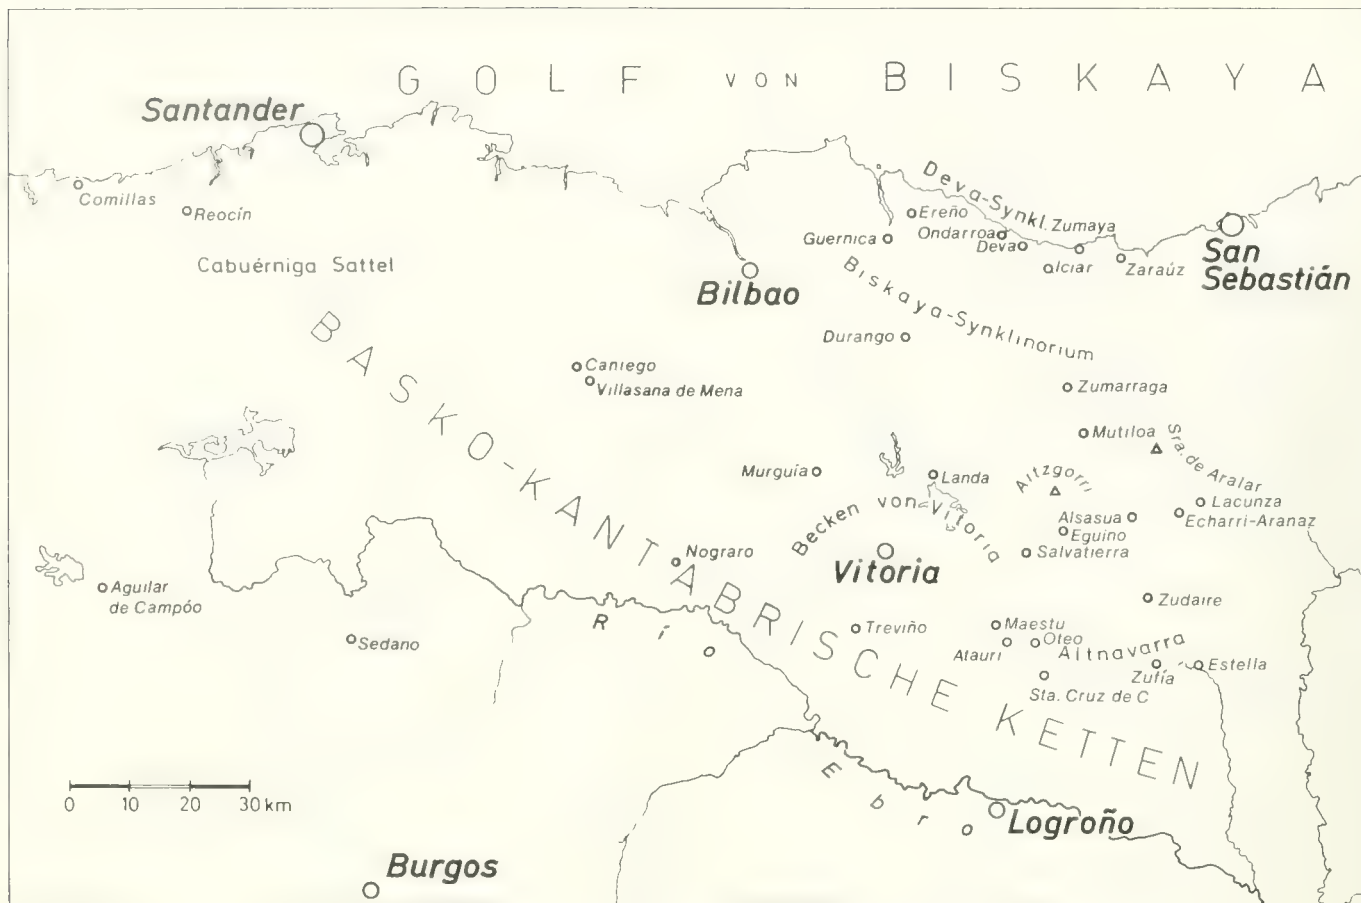 GOLF VON BISKAYA
Santander
Comillas
Reocín
Cabuérniga Sattel
Deva-Synkl.
Ereño
Zumaya
Ondarroa
Guernica
Deva
Iciar
Zaraúz
San
Sebastián
Bilbao
Biskaya-Synklinorium
Durango
BASKO-KANTABRISCHE KETTEN
Caniego
Villasana de Mena
Zumarraga
Mutiloa
Sra. de Aralar
Murguía
Landa
Altzgorri
Lacunza
Becken von Vitoria
Alsasua
Echarri-Aranaz
Eguino
Salvatierra
Nograro
Vitoria
Aguilar
de Campóo
Zudaire
Sedano
Río Ebro
Treviño
Maestu
Atauri
Oteo
Altnavarra
Zufía
Estella
Sta. Cruz de C
0 10 20 30 km
Logroño
Burgos